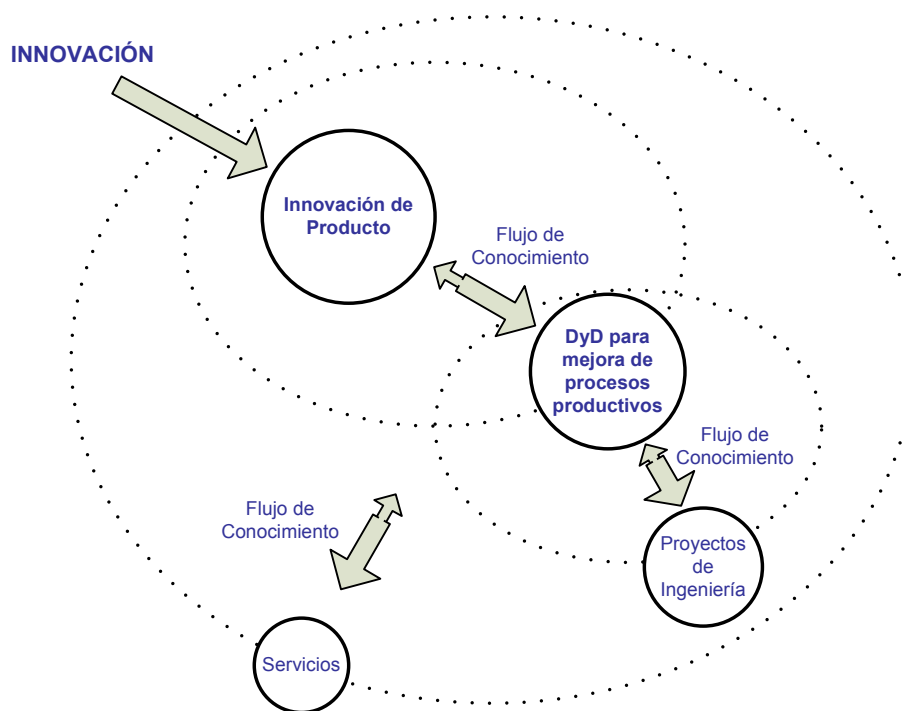 INNOVACIÓN
Innovación de
Producto
Flujo de
Conocimiento
DyD para
mejora de
procesos
productivos
Flujo de
Conocimiento
Flujo de
Conocimiento
Proyectos
de
Ingeniería
Servicios